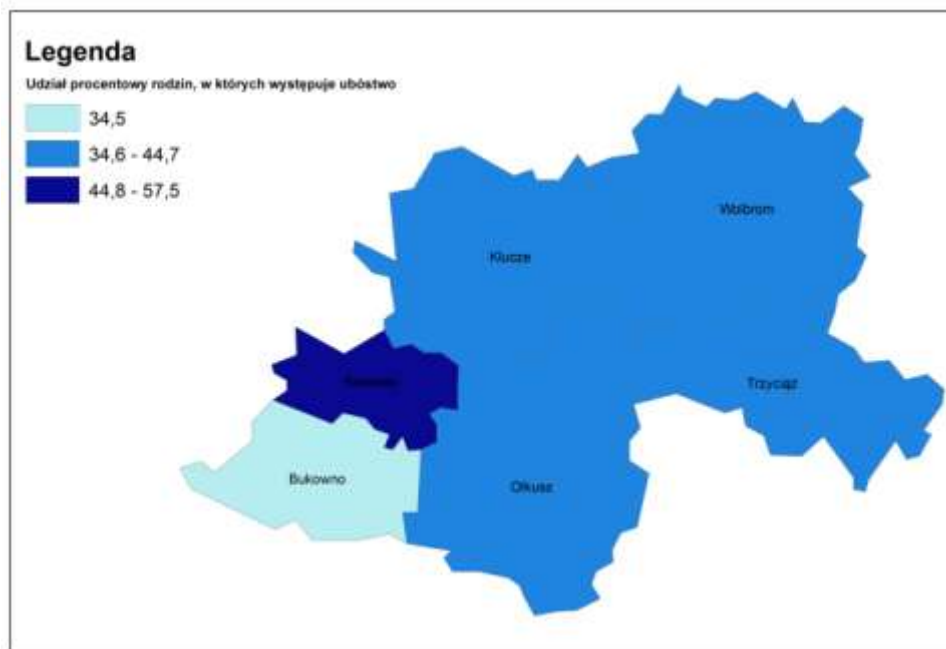 Legenda
Udział procentowy rodzin, w których występuje ubóstwo
34,5
34,6 - 44,7
44,8 - 57,5
Wolbrom
Klucze
Trzyciąż
Bukowno
Olkusz